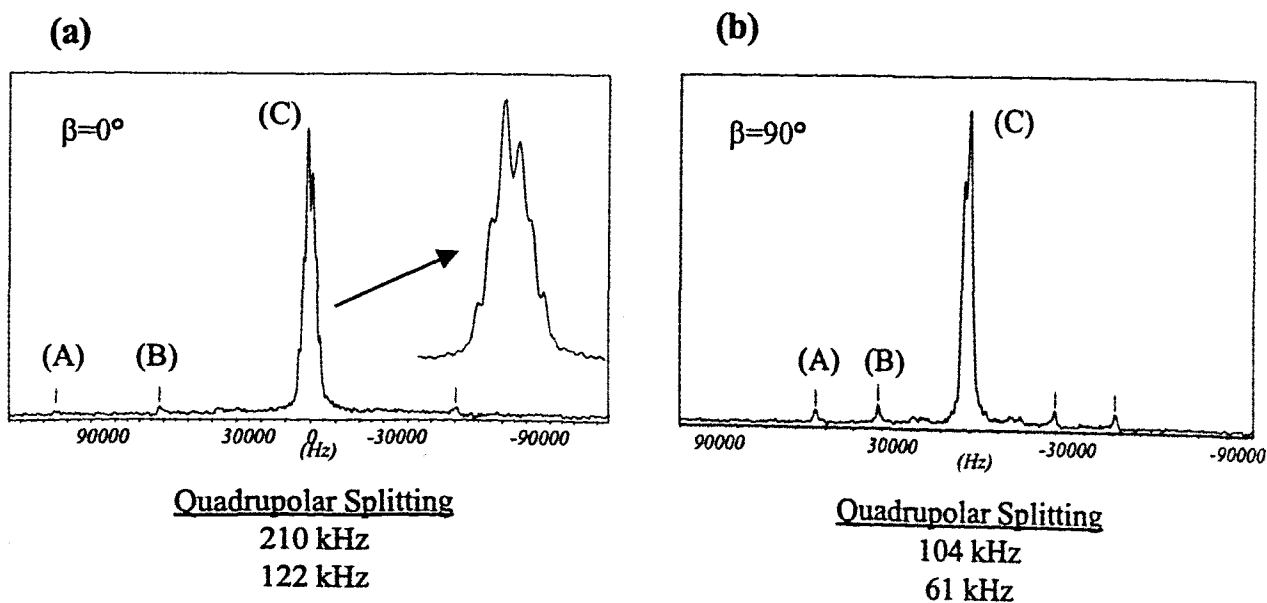 (a)
β=0°
(C)
(A)
(B)
90000 30000 0 -30000 -90000
(Hz)
Quadrupolar Splitting
210 kHz
122 kHz
(b)
β=90°
(C)
(A)
(B)
90000 30000 -30000 -90000
(Hz)
Quadrupolar Splitting
104 kHz
61 kHz